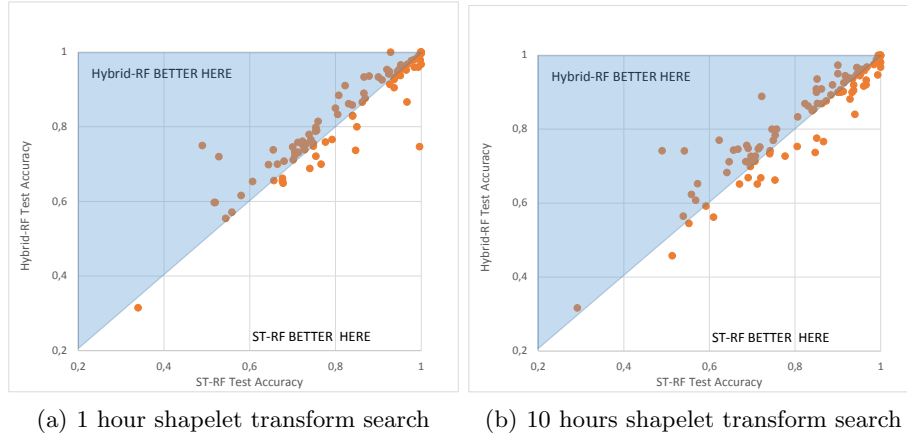 1
0,8
0,6
0,4
0,2
0,2
0,4
0,6
0,8
1
Hybrid-RF Test Accuracy
ST-RF Test Accuracy
Hybrid-RF BETTER HERE
ST-RF BETTER HERE
(a) 1 hour shapelet transform search
1
0,8
0,6
0,4
0,2
0,2
0,4
0,6
0,8
1
Hybrid-RF Test Accuracy
ST-RF Test Accuracy
Hybrid-RF BETTER HERE
ST-RF BETTER HERE
(b) 10 hours shapelet transform search